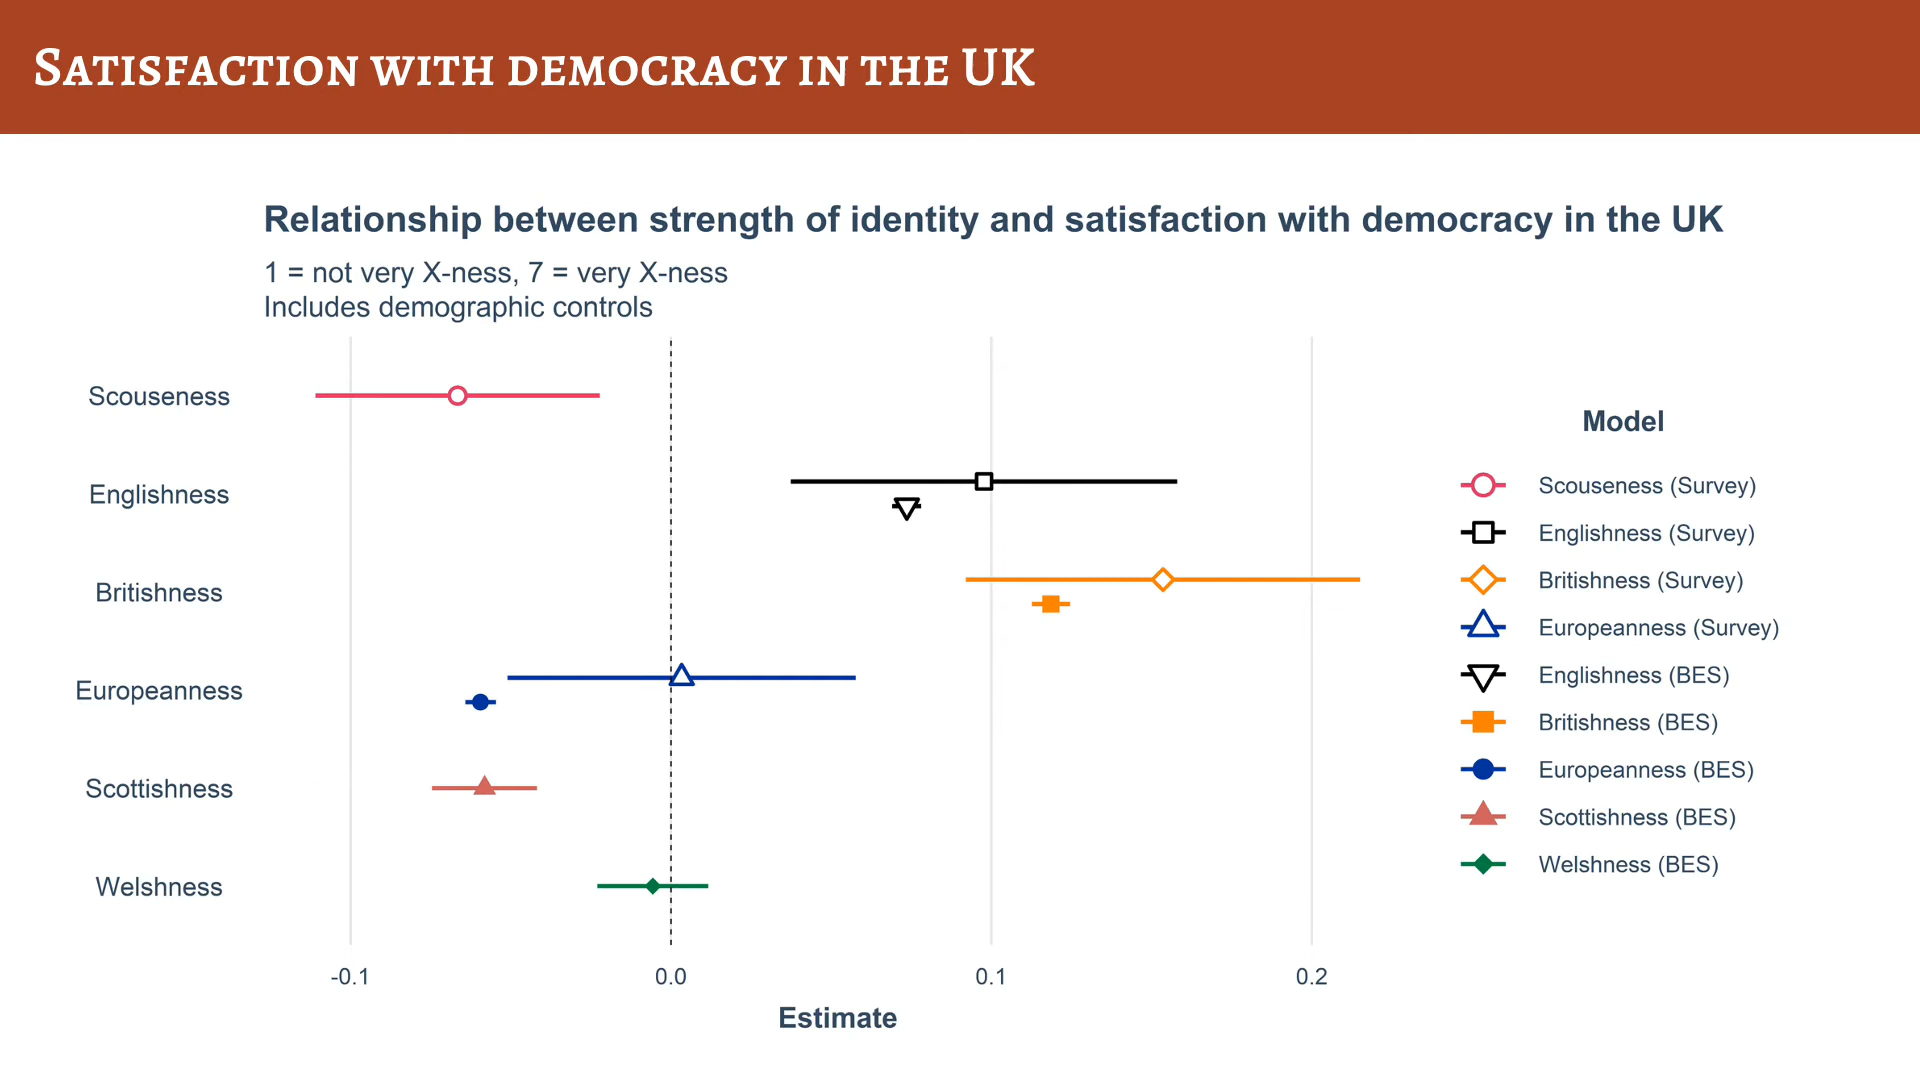 Satisfaction with democracy in the UK
Relationship between strength of identity and satisfaction with democracy in the UK
1 = not very X-ness, 7 = very X-ness
Includes demographic controls
Scouseness
Englishness
Britishness
Europeanness
Scottishness
Welshness
-0.1
0.0
0.1
0.2
Estimate
Model
Scouseness (Survey)
Englishness (Survey)
Britishness (Survey)
Europeanness (Survey)
Englishness (BES)
Britishness (BES)
Europeanness (BES)
Scottishness (BES)
Welshness (BES)